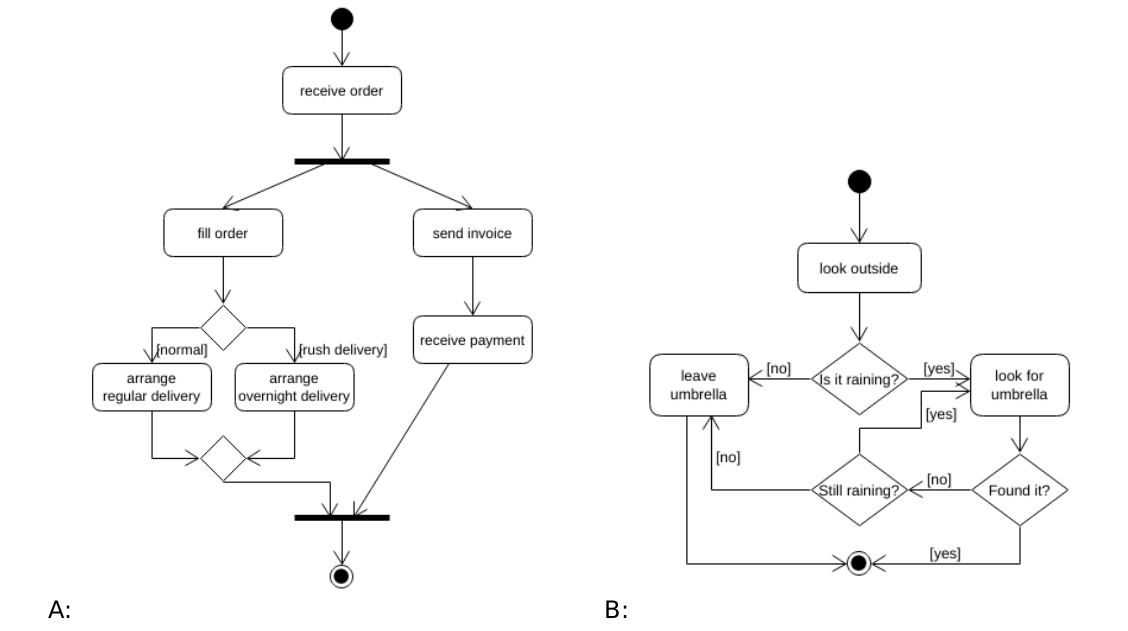 receive order
fill order
send invoice
[normal]
[rush delivery]
receive payment
arrange
regular delivery
arrange
overnight delivery
A:
look outside
Is it raining?
[no]
[yes]
leave
umbrella
look for
umbrella
[yes]
[no]
Still raining?
[no]
Found it?
[yes]
B: